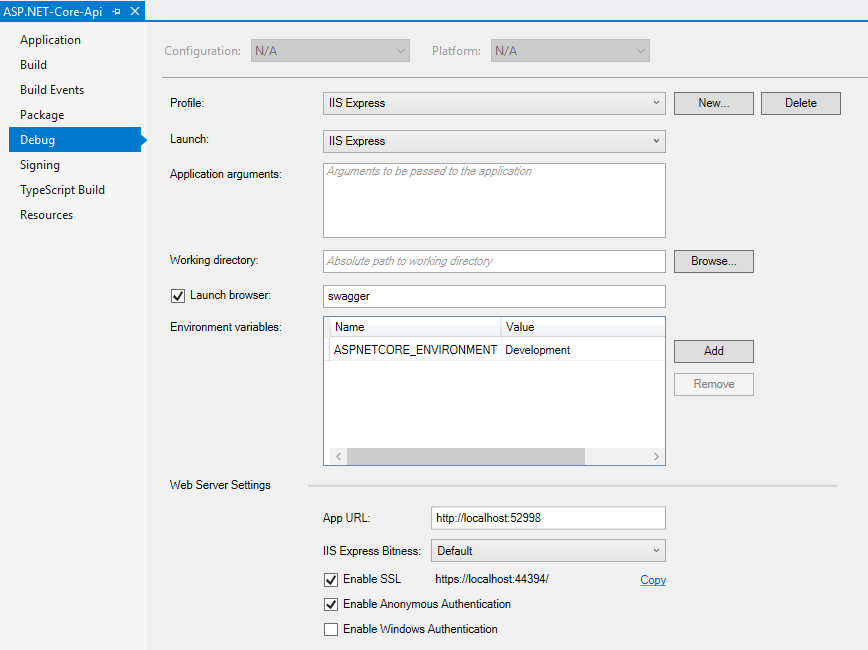 ASP.NET-Core-Api
Application
Build
Build Events
Package
Debug
Signing
TypeScript Build
Resources
Configuration: N/A Platform: N/A
Profile: IIS Express New... Delete
Launch: IIS Express
Application arguments: Arguments to be passed to the application
Working directory: Absolute path to working directory Browse...
Launch browser: swagger
Environment variables:
Name Value
ASPNETCORE_ENVIRONMENT Development
Add
Remove
Web Server Settings
App URL: http://localhost:52998
IIS Express Bitness: Default
Enable SSL https://localhost:44394/ Copy
Enable Anonymous Authentication
Enable Windows Authentication